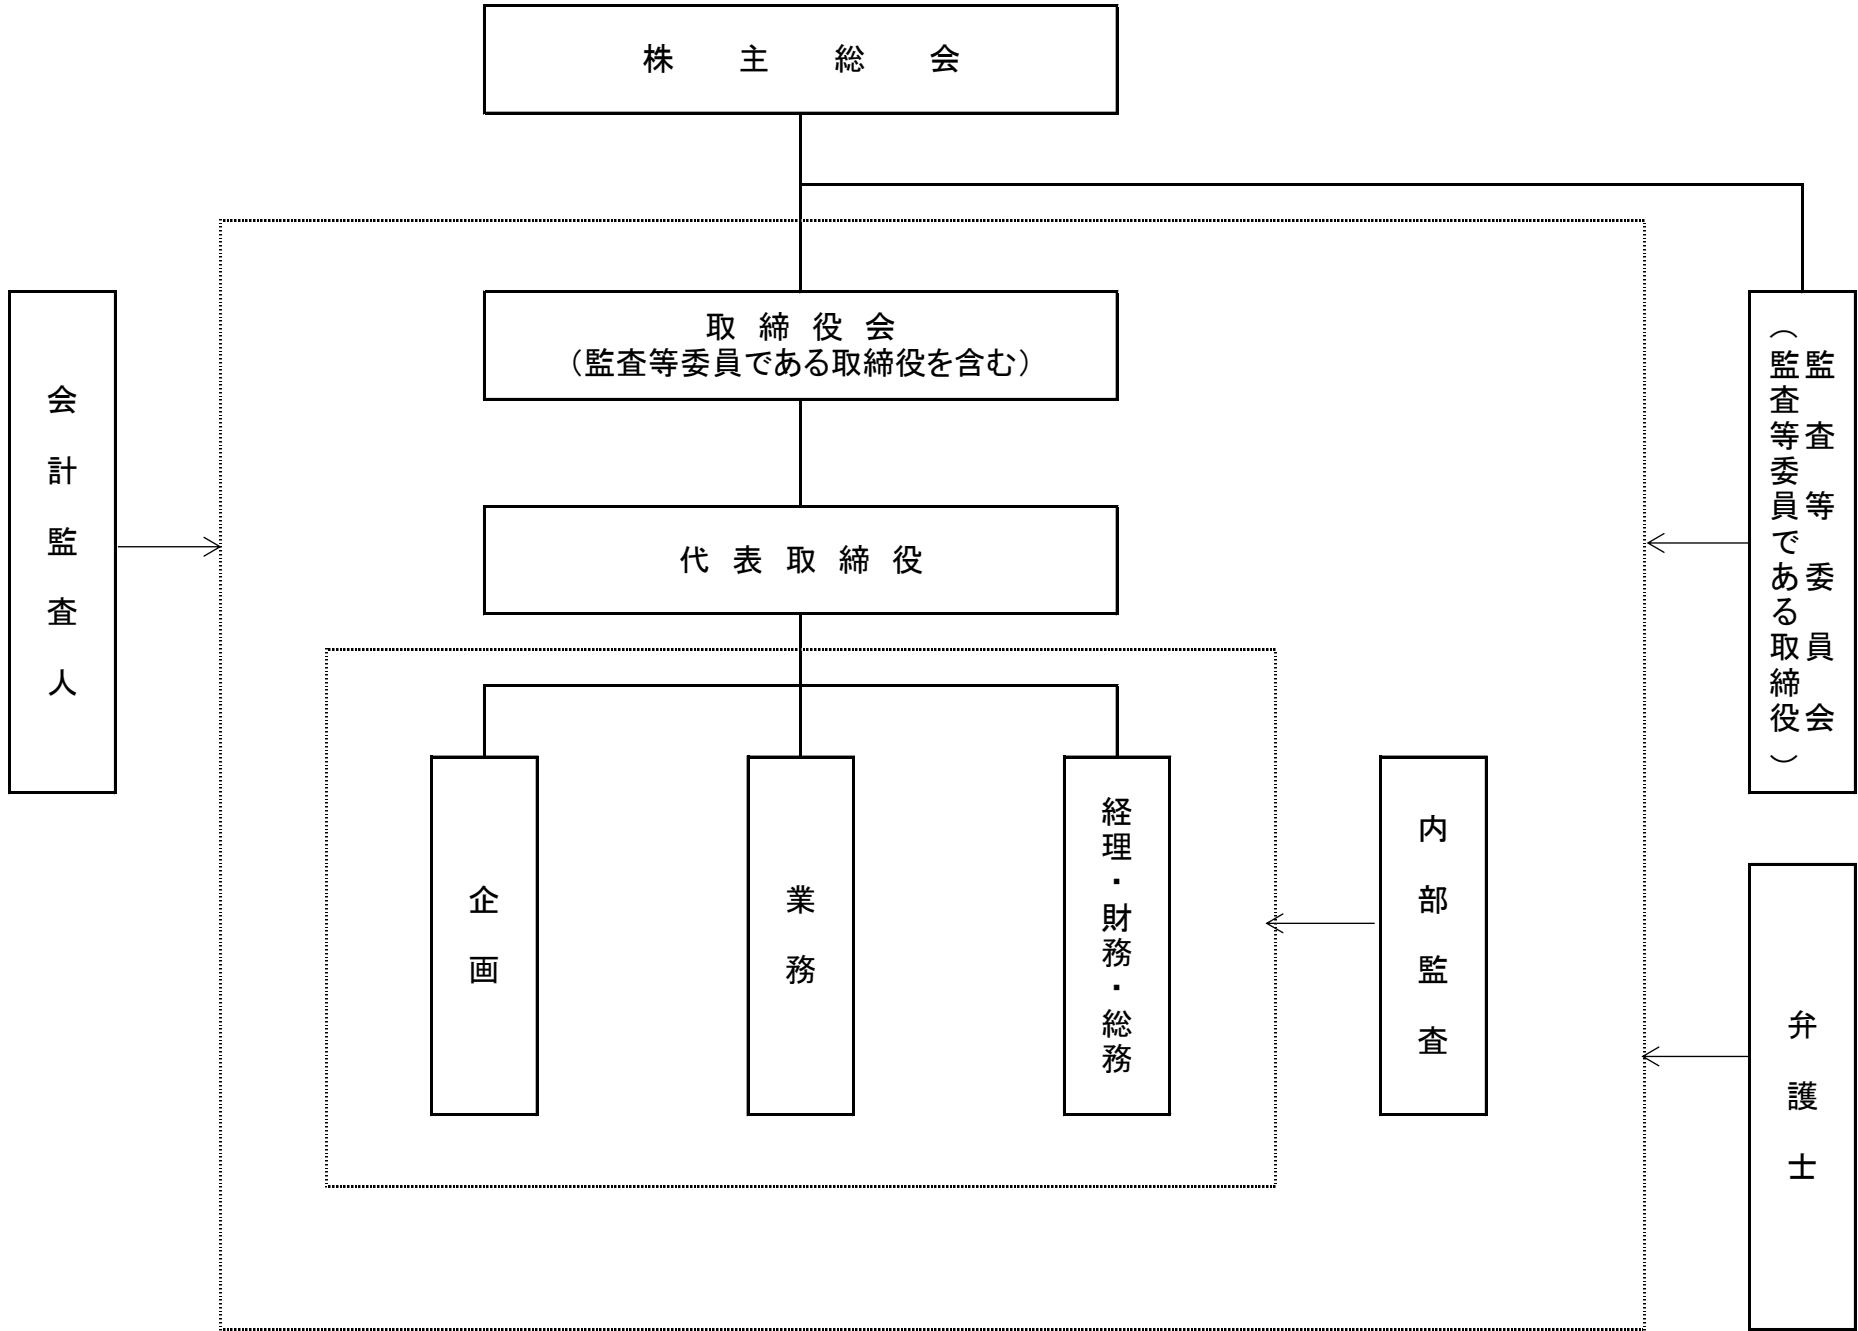 株主総会
取締役会
（監査等委員である取締役を含む）
会計監査人
監査等委員会
（監査等委員である取締役）
代表取締役
企画
業務
経理・財務・総務
内部監査
弁護士